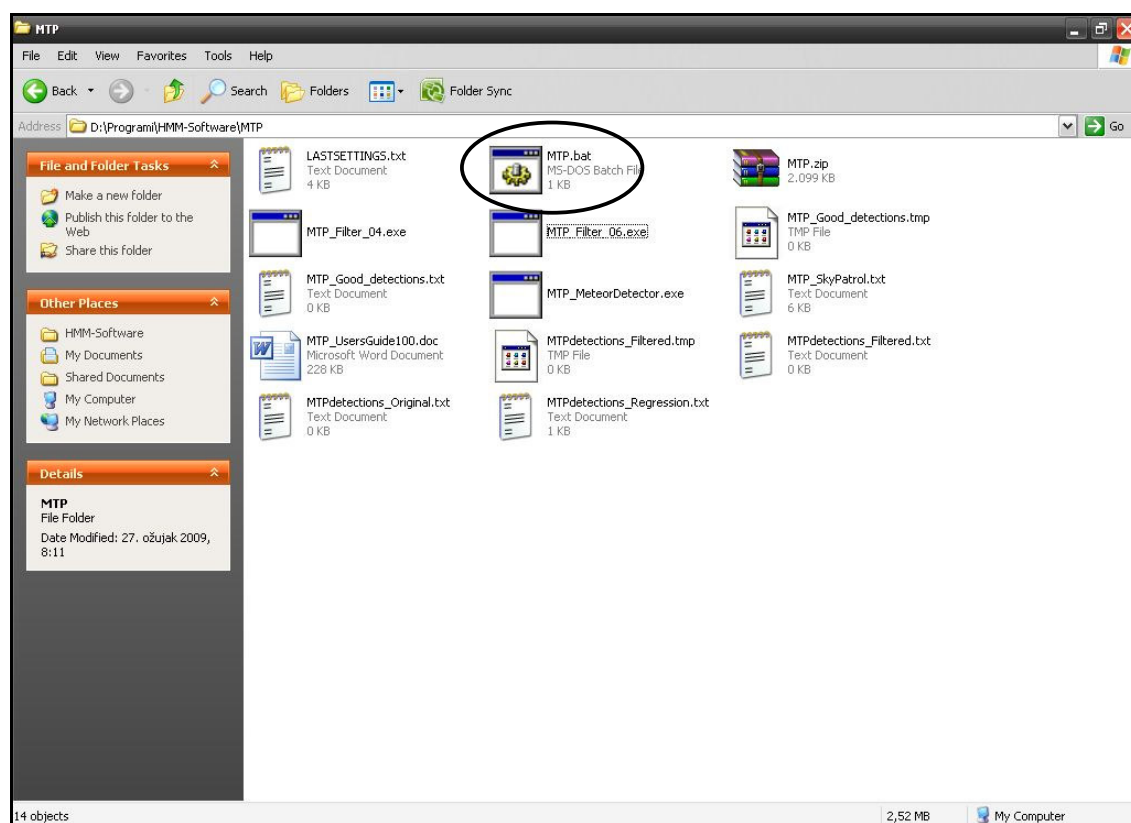 MTP
File Edit View Favorites Tools Help
Back Search Folders Folder Sync
Address D:\Programi\HMM-Software\MTP Go
File and Folder Tasks
Make a new folder
Publish this folder to the
Web
Share this folder
Other Places
HMM-Software
My Documents
Shared Documents
My Computer
My Network Places
Details
MTP
File Folder
Date Modified: 27. ožujak 2009,
8:11
LASTSETTINGS.txt
Text Document
4 KB
MTP.bat
MS-DOS Batch File
1 KB
MTP.zip
2.099 KB
MTP_Filter_04.exe
MTP_Filter_06.exe
MTP_Good_detections.tmp
TMP File
0 KB
MTP_Good_detections.txt
Text Document
0 KB
MTP_MeteorDetector.exe
MTP_SkyPatrol.txt
Text Document
6 KB
MTP_UsersGuide100.doc
Microsoft Word Document
228 KB
MTPdetections_Filtered.tmp
TMP File
0 KB
MTPdetections_Filtered.txt
Text Document
0 KB
MTPdetections_Original.txt
Text Document
0 KB
MTPdetections_Regression.txt
Text Document
1 KB
14 objects 2,52 MB My Computer